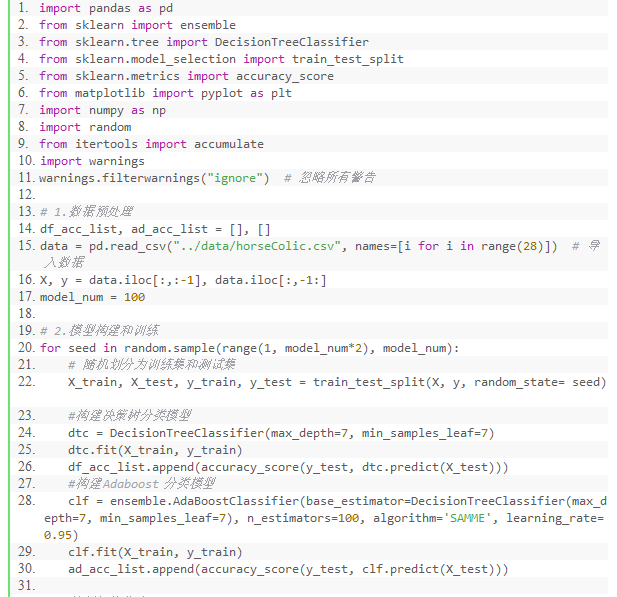 1. import pandas as pd
2. from sklearn import ensemble
3. from sklearn.tree import DecisionTreeClassifier
4. from sklearn.model_selection import train_test_split
5. from sklearn.metrics import accuracy_score
6. from matplotlib import pyplot as plt
7. import numpy as np
8. import random
9. from itertools import accumulate
10. import warnings
11. warnings.filterwarnings("ignore")  # 忽略所有警告
12.
13. # 1.数据预处理
14. df_acc_list, ad_acc_list = [], []
15. data = pd.read_csv("../data/horseColic.csv", names=[i for i in range(28)])  # 导
入数据
16. X, y = data.iloc[:,:-1], data.iloc[:,-1:]
17. model_num = 100
18.
19. # 2.模型构建和训练
20. for seed in random.sample(range(1, model_num*2), model_num):
21.     # 随机划分为训练集和测试集
22.     X_train, X_test, y_train, y_test = train_test_split(X, y, random_state= seed)
23.     #构建决策树分类模型
24.     dtc = DecisionTreeClassifier(max_depth=7, min_samples_leaf=7)
25.     dtc.fit(X_train, y_train)
26.     df_acc_list.append(accuracy_score(y_test, dtc.predict(X_test)))
27.     #构建Adaboost 分类模型
28.     clf = ensemble.AdaBoostClassifier(base_estimator=DecisionTreeClassifier(max_d
epth=7, min_samples_leaf=7), n_estimators=100, algorithm='SAMME', learning_rate=
0.95)
29.     clf.fit(X_train, y_train)
30.     ad_acc_list.append(accuracy_score(y_test, clf.predict(X_test)))
31.